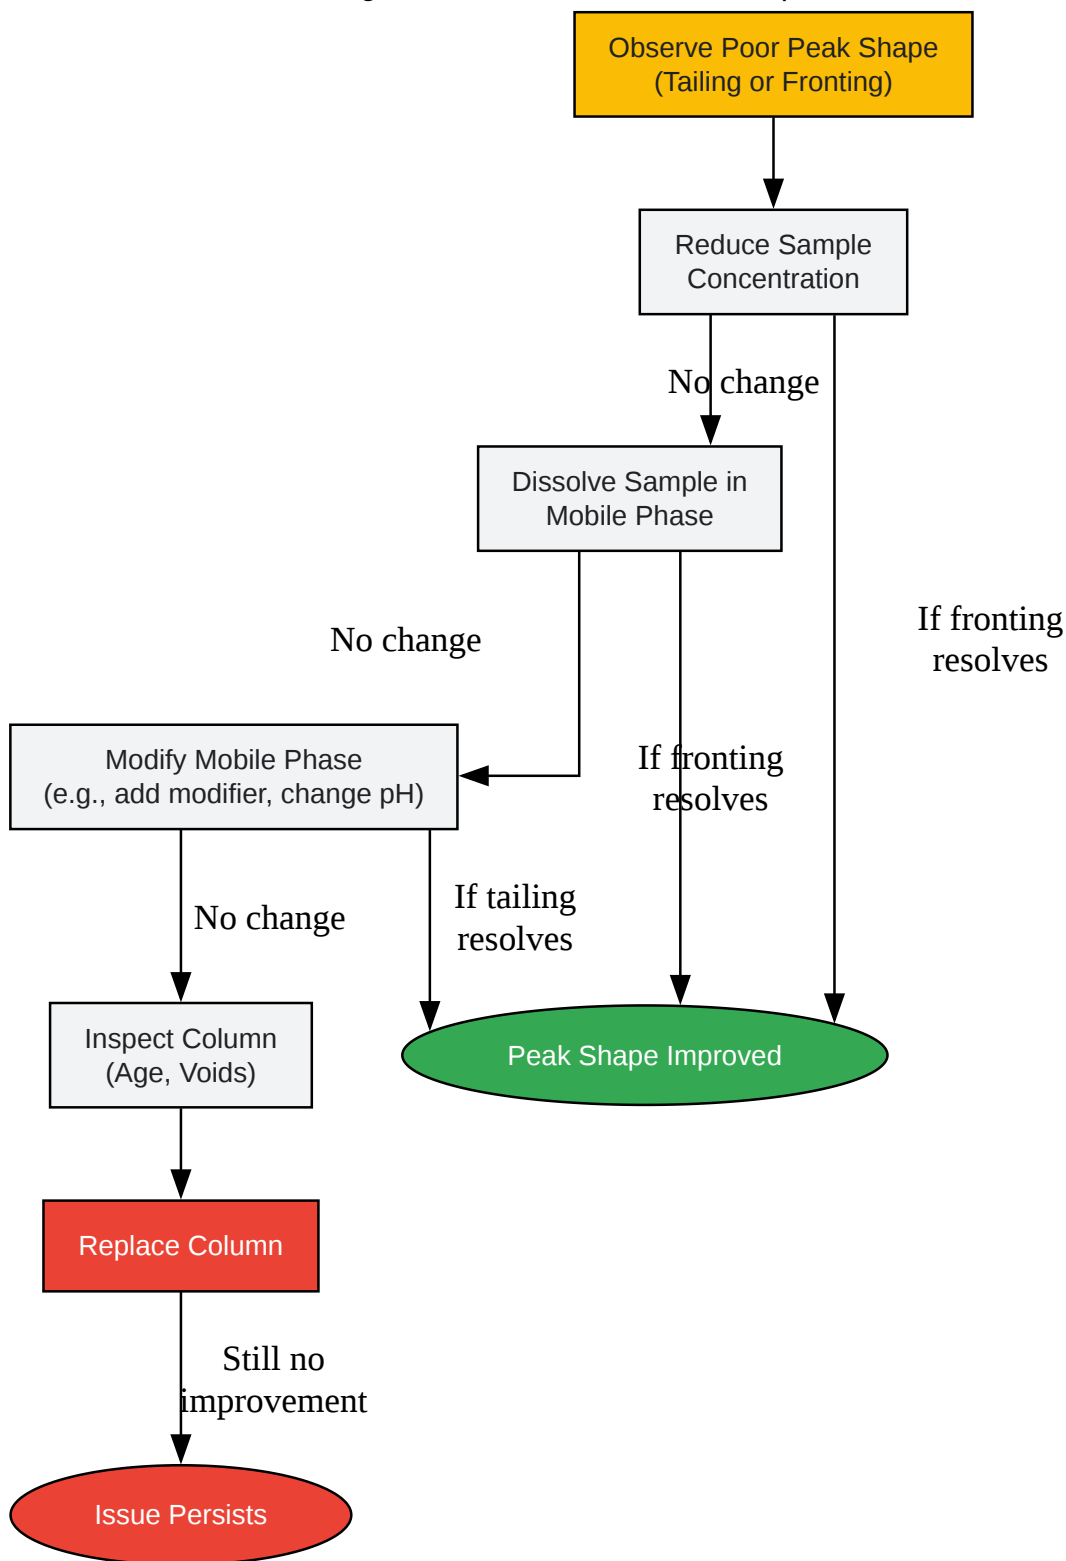 Observe Poor Peak Shape
(Tailing or Fronting)
Reduce Sample
Concentration
No change
Dissolve Sample in
Mobile Phase
If fronting
resolves
No change
If fronting
resolves
Modify Mobile Phase
(e.g., add modifier, change pH)
If tailing
resolves
No change
Inspect Column
(Age, Voids)
Peak Shape Improved
Replace Column
Still no
improvement
Issue Persists